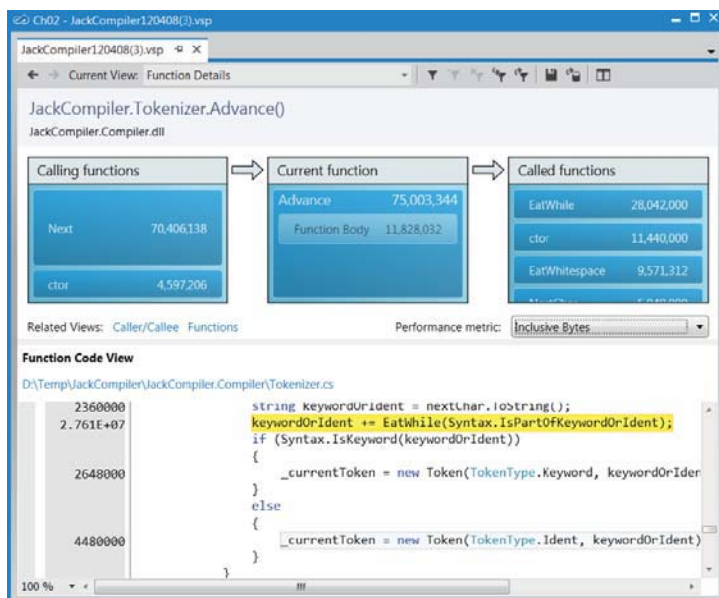 Ch02 - JackCompiler120408(3).vsp
JackCompiler120408(3).vsp
Current View: Function Details
JackCompiler.Tokenizer.Advance()
JackCompiler.Compiler.dll
Calling functions
Next 70,406,138
ctor 4,597,206
Current function
Advance 75,003,344
Function Body 11,828,032
Called functions
EatWhile 28,042,000
ctor 11,440,000
EatWhitespace 9,571,312
Related Views: Caller/Callee Functions
Performance metric: Inclusive Bytes
Function Code View
D:\Temp\JackCompiler\JackCompiler.Compiler\Tokenizer.cs
2360000 string keywordOrIdent = nextChar.ToString();
2.761E+07 keywordOrIdent += EatWhile(Syntax.IsPartOfKeywordOrIdent);
if (Syntax.IsKeyword(keywordOrIdent))
{
2648000 _currentToken = new Token(TokenType.Keyword, keywordOrIden
}
else
{
4480000 _currentToken = new Token(TokenType.Ident, keywordOrIdent)
}
}
100 %